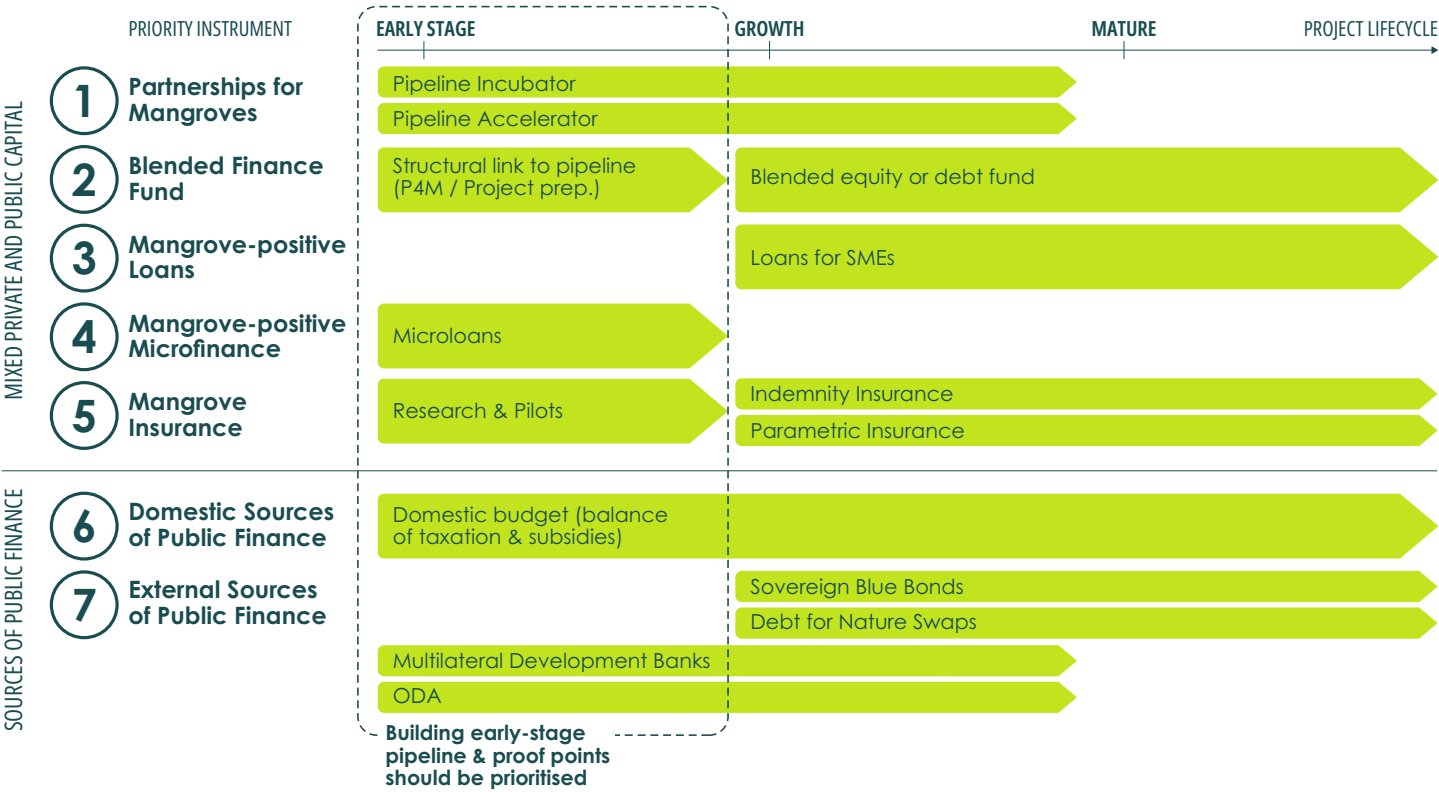 PRIORITY INSTRUMENT
EARLY STAGE
GROWTH
MATURE
PROJECT LIFECYCLE
MIXED PRIVATE AND PUBLIC CAPITAL
1
Partnerships for
Mangroves
Pipeline Incubator
Pipeline Accelerator
2
Blended Finance
Fund
Structural link to pipeline
(P4M / Project prep.)
Blended equity or debt fund
3
Mangrove-positive
Loans
Loans for SMEs
4
Mangrove-positive
Microfinance
Microloans
5
Mangrove
Insurance
Research & Pilots
Indemnity Insurance
Parametric Insurance
SOURCES OF PUBLIC FINANCE
6
Domestic Sources
of Public Finance
Domestic budget (balance
of taxation & subsidies)
7
External Sources
of Public Finance
Sovereign Blue Bonds
Debt for Nature Swaps
Multilateral Development Banks
ODA
Building early-stage
pipeline & proof points
should be prioritised